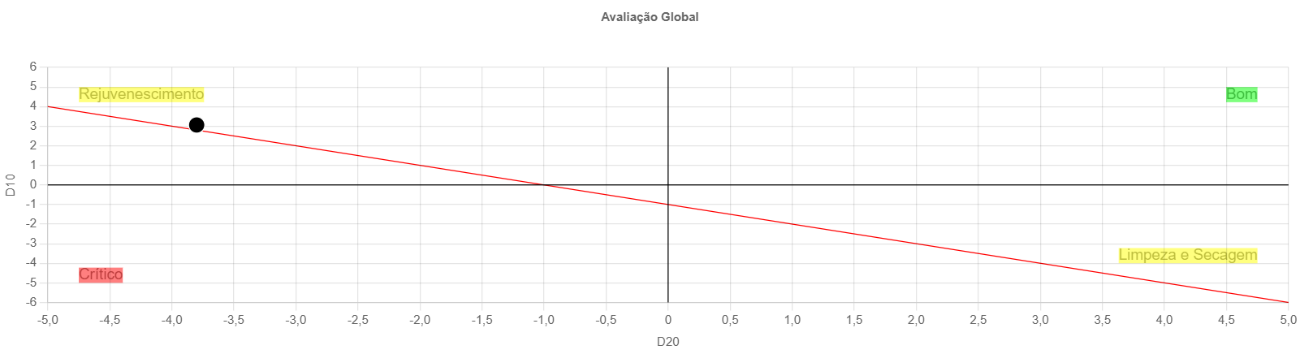 Avaliação Global
6
5
4
3
2
1
0
-1
-2
-3
-4
-5
-6
D10
Rejuvenescimento
Bom
Crítico
Limpeza e Secagem
-5,0 -4,5 -4,0 -3,5 -3,0 -2,5 -2,0 -1,5 -1,0 -0,5 0 0,5 1,0 1,5 2,0 2,5 3,0 3,5 4,0 4,5 5,0
D20